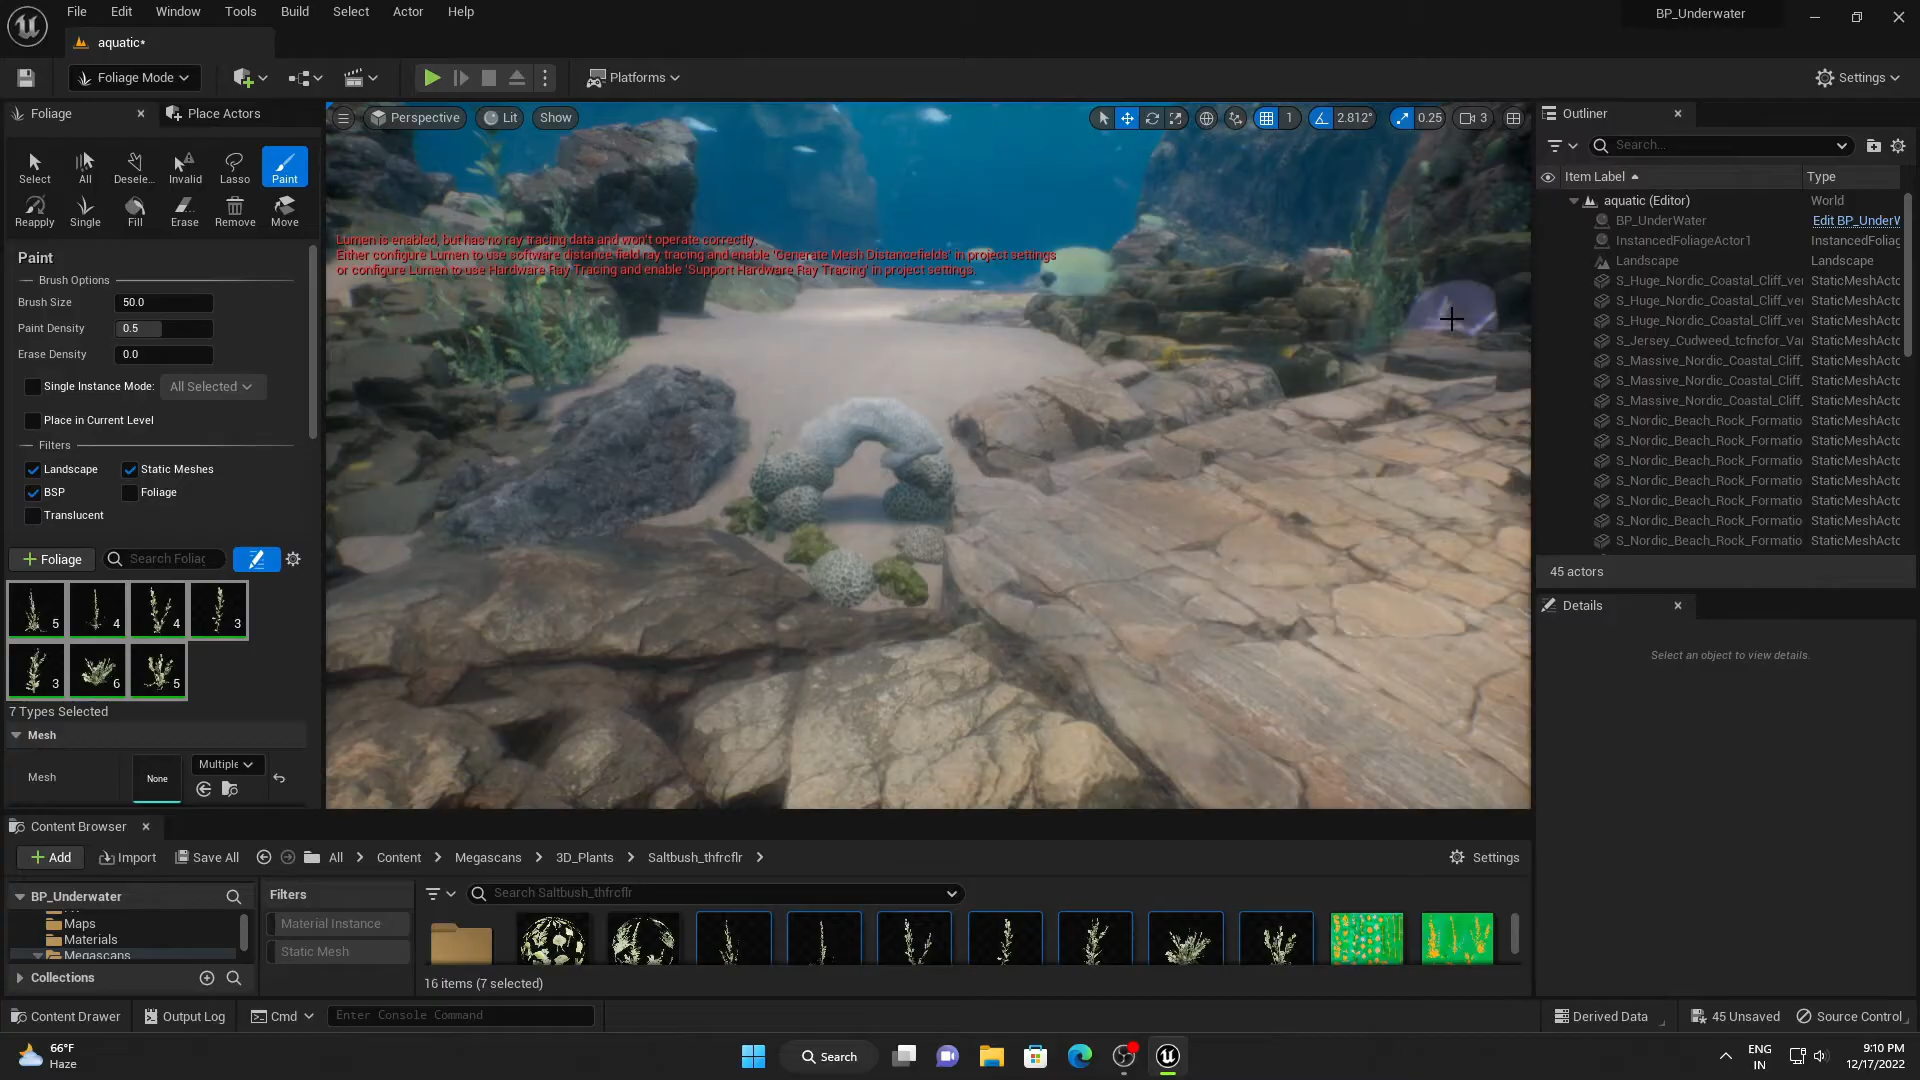 File Edit Window Tools Build Select Actor Help
BP_Underwater
aquatic*
Foliage Mode
Platforms
Settings
Foliage
Place Actors
Perspective
Lit
Show
1
2.812°
0.25
3
Outliner
Search...
Select All Desele... Invalid Lasso Paint
Reapply Single Fill Erase Remove Move
Item Label Type
aquatic (Editor) World
BP_UnderWater Edit BP_UnderW
InstancedFoliageActor1 InstancedFoliag
Landscape Landscape
S_Huge_Nordic_Coastal_Cliff_ve StaticMeshActo
S_Huge_Nordic_Coastal_Cliff_ve StaticMeshActo
S_Huge_Nordic_Coastal_Cliff_ve StaticMeshActo
S_Jersey_Cudweed_tcfncfor_Va StaticMeshActo
S_Massive_Nordic_Coastal_Cliff_ StaticMeshActo
S_Massive_Nordic_Coastal_Cliff_ StaticMeshActo
S_Massive_Nordic_Coastal_Cliff_ StaticMeshActo
S_Nordic_Beach_Rock_Formatio StaticMeshActo
S_Nordic_Beach_Rock_Formatio StaticMeshActo
S_Nordic_Beach_Rock_Formatio StaticMeshActo
S_Nordic_Beach_Rock_Formatio StaticMeshActo
S_Nordic_Beach_Rock_Formatio StaticMeshActo
S_Nordic_Beach_Rock_Formatio StaticMeshActo
S_Nordic_Beach_Rock_Formatio StaticMeshActo
45 actors
Lumen is enabled, but has no ray tracing data and won't operate correctly.
Either configure Lumen to use software distance field ray tracing and enable 'Generate Mesh Distancefields' in project settings
or configure Lumen to use Hardware Ray Tracing and enable 'Support Hardware Ray Tracing' in project settings.
Paint
Brush Options
Brush Size 50.0
Paint Density 0.5
Erase Density 0.0
Single Instance Mode: All Selected
Place in Current Level
Filters
Landscape Static Meshes
BSP Foliage
Translucent
Foliage Search Foliag
5 4 4 3
3 6 5
7 Types Selected
Mesh
Mesh None Multiple
Details
Select an object to view details.
Content Browser
Add Import Save All All Content Megascans 3D_Plants Saltbush_thfrcflr Settings
BP_Underwater
Maps
Materials
Megascans
Collections
Filters
Material Instance
Static Mesh
Search Saltbush_thfrcflr
16 items (7 selected)
Content Drawer Output Log Cmd Enter Console Command Derived Data 45 Unsaved Source Control
66°F
Haze
Search
ENG
IN
9:10 PM
12/17/2022